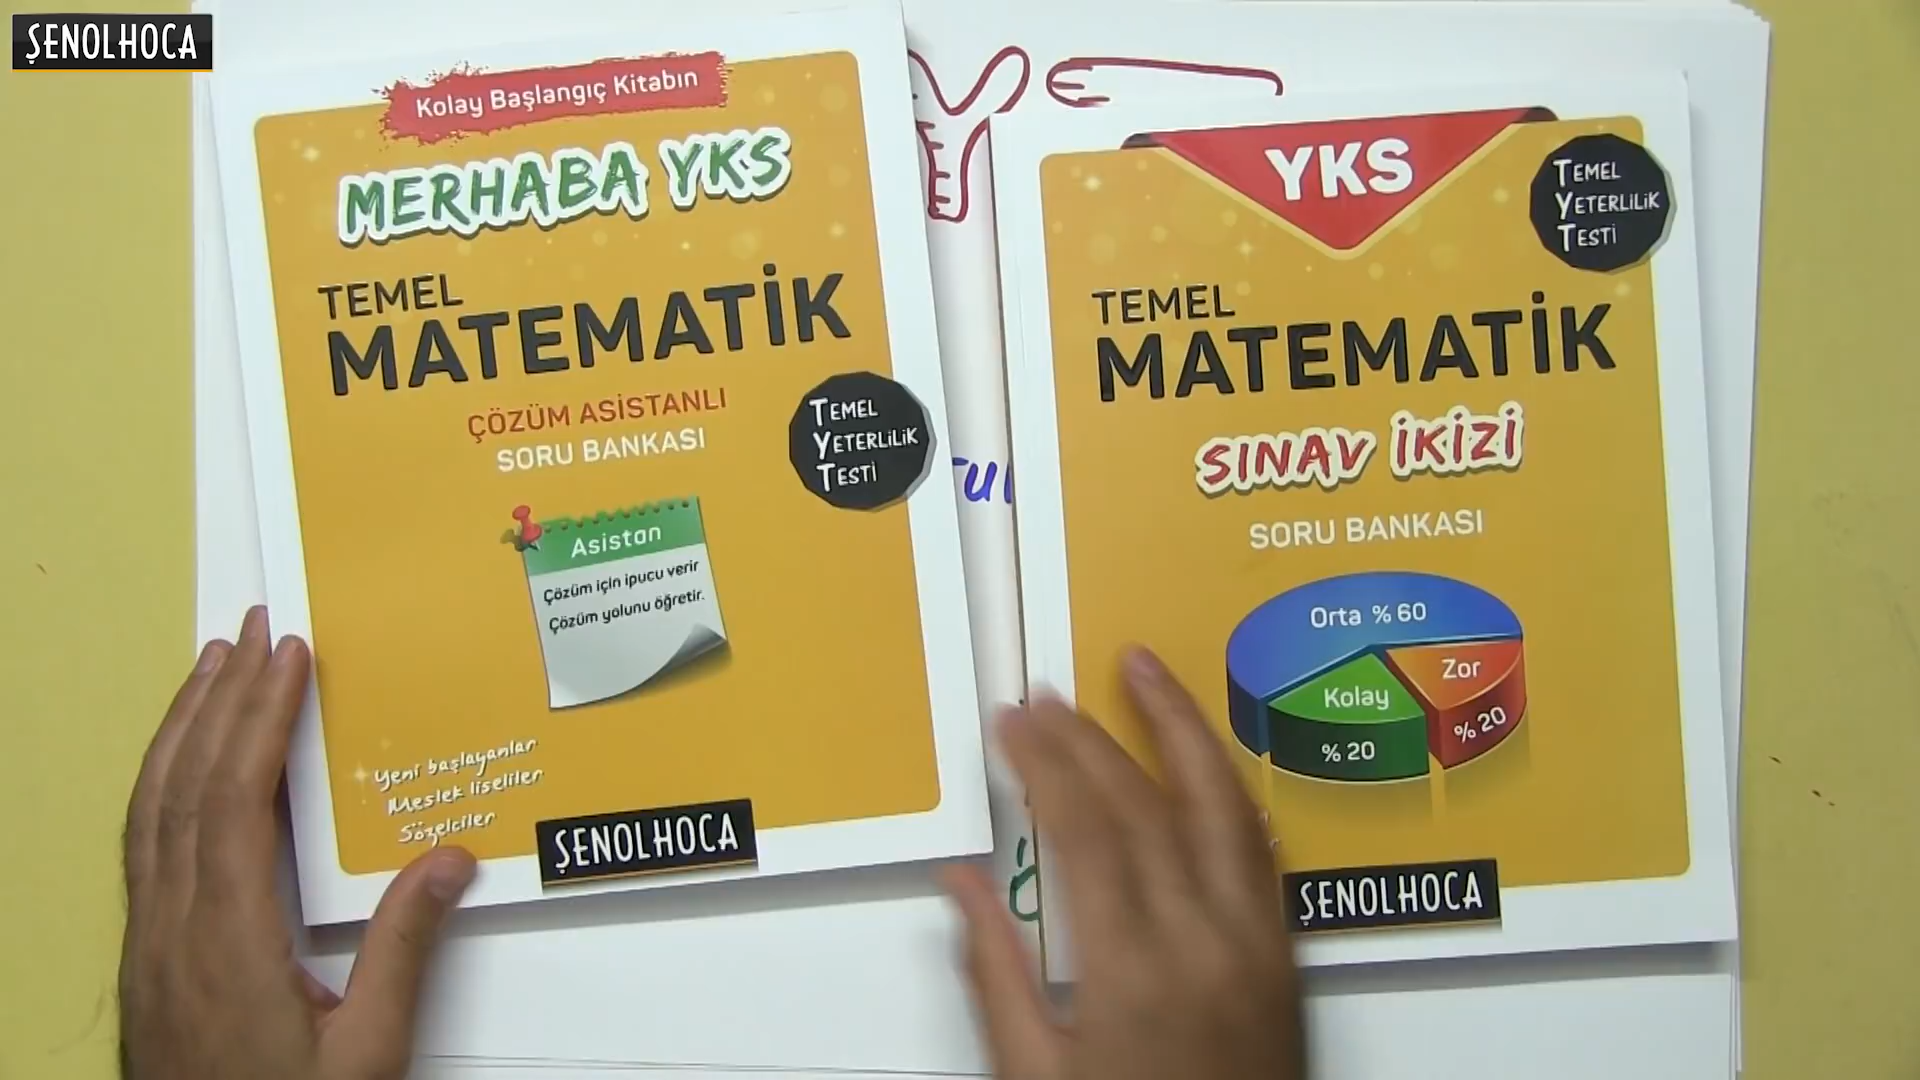 ŞENOLHOCA
Kolay Başlangıç Kitabın
MERHABA YKS
TEMEL
MATEMATİK
ÇÖZÜM ASİSTANLI
SORU BANKASI
TEMEL
YETERLİLİK
TESTİ
Asistan
Çözüm için ipucu verir
Çözüm yolunu öğretir.
Yeni başlayanlar
Meslek liseliler
Sözelciler
ŞENOLHOCA
YKS
TEMEL
YETERLİLİK
TESTİ
TEMEL
MATEMATİK
SINAV İKİZİ
SORU BANKASI
Orta % 60
Zor
% 20
Kolay
% 20
ŞENOLHOCA